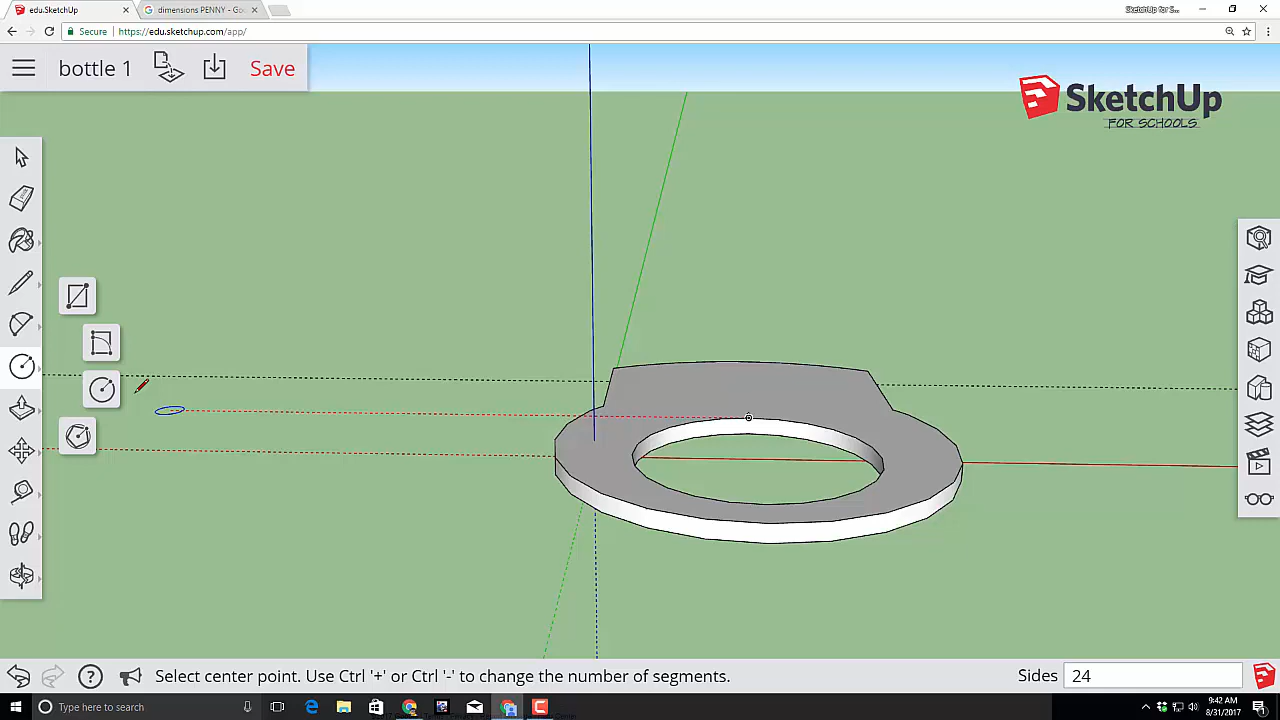 edu.SketchUp
dimensions PENNY - Go
SketchUp for S...
Secure
https://edu.sketchup.com/app/
bottle 1
Save
SketchUp
FOR SCHOOLS
Select center point. Use Ctrl '+' or Ctrl '-' to change the number of segments.
Sides
24
Type here to search
9:42 AM
8/31/2017